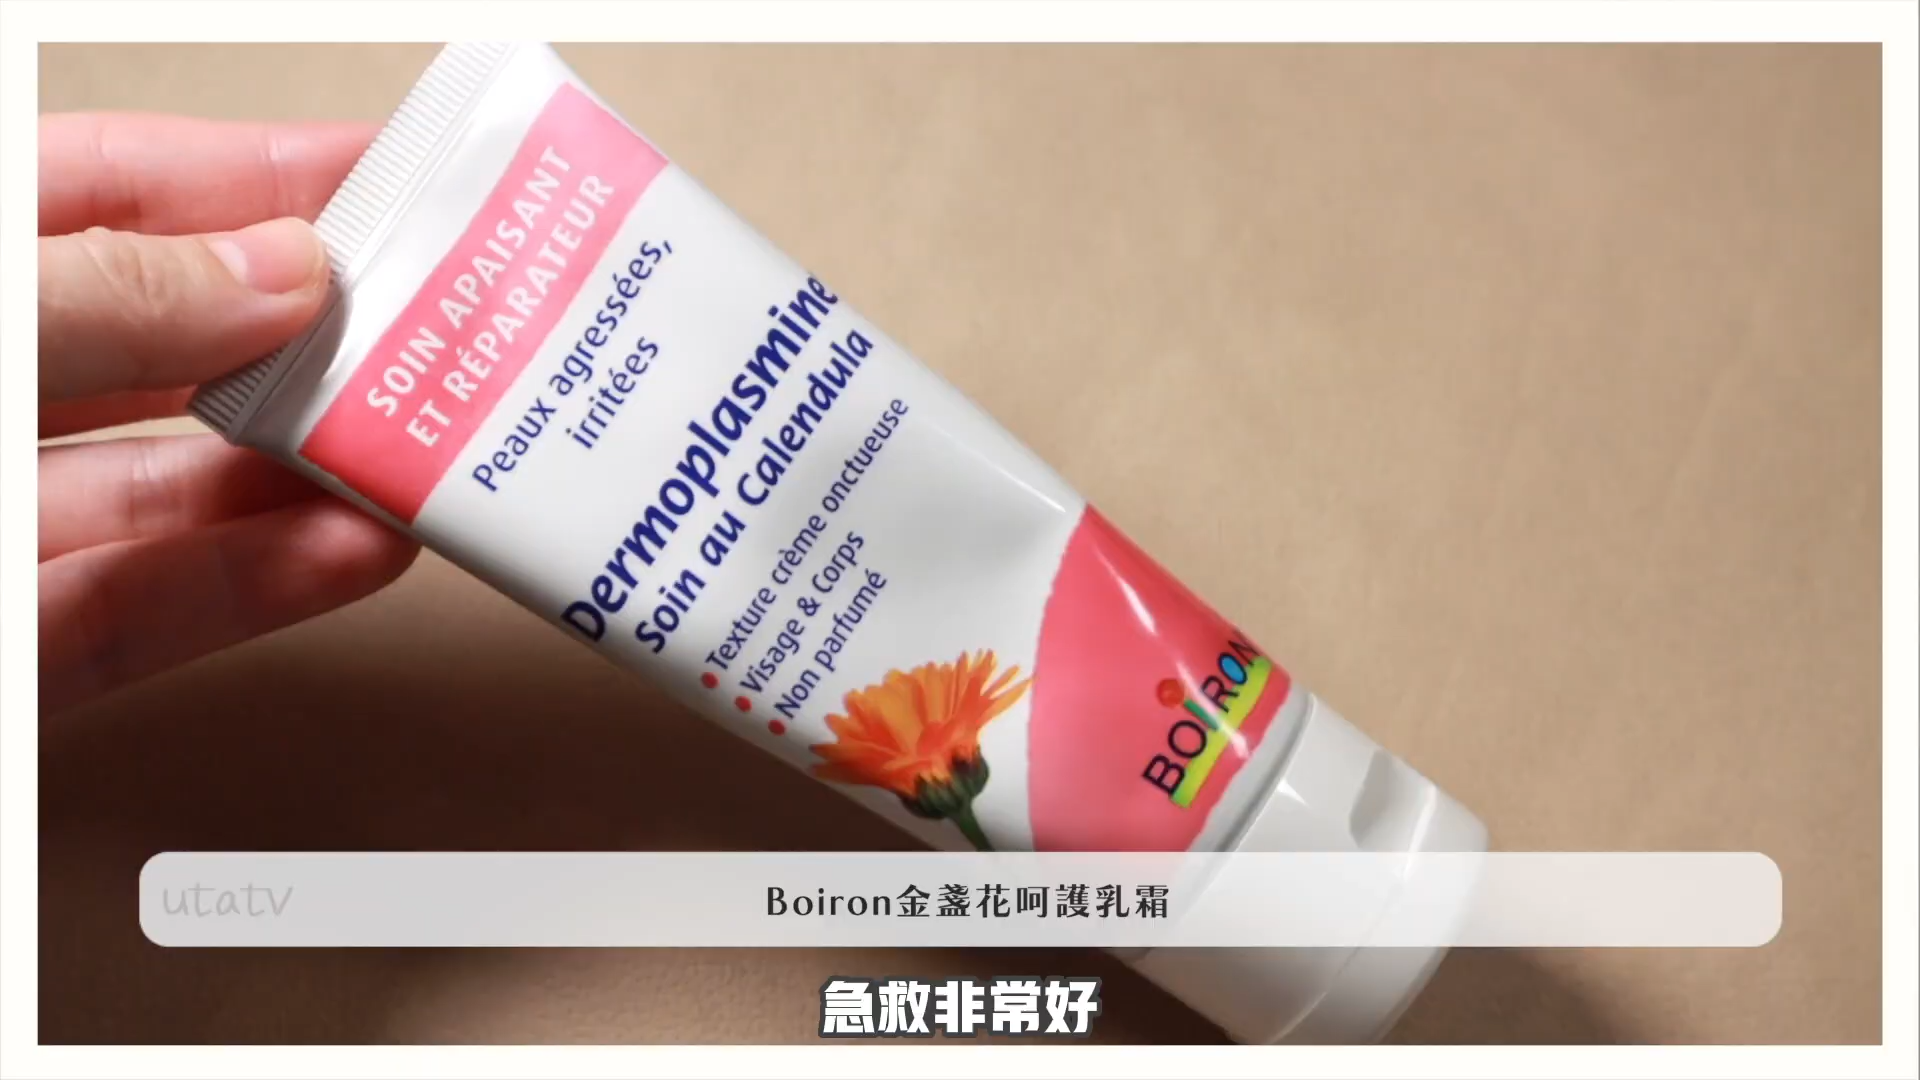 SOIN APAISANT
ET RÉPARATEUR
Peaux agressées,
irritées
Dermoplasmine
soin au Calendula
Texture crème onctueuse
Visage & Corps
Non parfumé
BOIRON
utatv
Boiron金盞花呵護乳霜
急救非常好